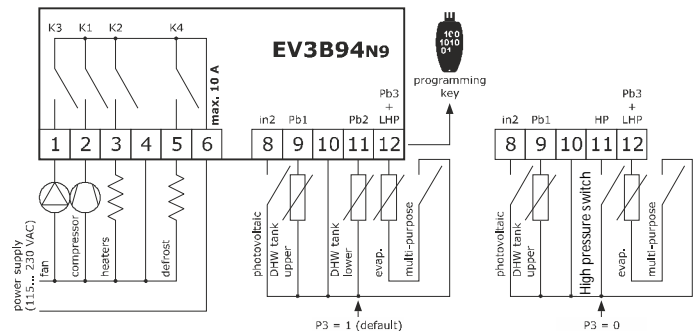 K3 K1 K2 K4
EV3B94N9
max. 10 A
100
1010
01
programming
key
in2 Pb1 Pb2 Pb3
+
LHP
1 2 3 4 5 6
8 9 10 11 12
power supply
(115... 230 VAC)
fan
compressor
heaters
defrost
photovoltaic
DHW tank
upper
DHW tank
lower
evap.
multi-purpose
P3 = 1 (default)
in2 Pb1 HP Pb3
+
LHP
8 9 10 11 12
photovoltaic
DHW tank
upper
High pressure switch
evap.
multi-purpose
P3 = 0